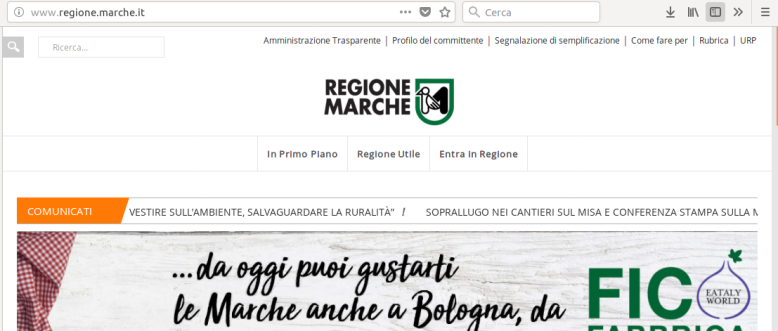 www.regione.marche.it
Cerca
Ricerca...
Amministrazione Trasparente | Profilo del committente | Segnalazione di semplificazione | Come fare per | Rubrica | URP
REGIONE
MARCHE
In Primo Piano | Regione Utile | Entra in Regione
COMUNICATI VESTIRE SULL'AMBIENTE, SALVAGUARDARE LA RURALITÀ" / SOPRALLUGO NEI CANTIERI SUL MISA E CONFERENZA STAMPA SULLA M
...da oggi puoi gustarti
le Marche anche a Bologna, da
FICO
EATALY
WORLD
FABBRICA